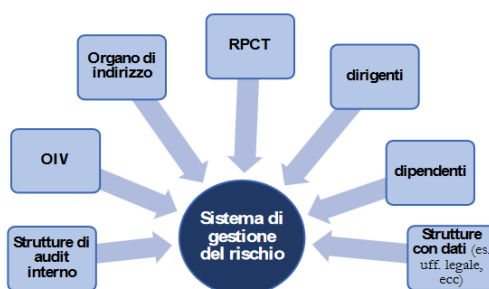 RPCT
Organo di
indirizzo
dirigenti
OIV
dipendenti
Sistema di
gestione
del rischio
Strutture di
audit
interno
Strutture
con dati (es.
uff. legale,
ecc)